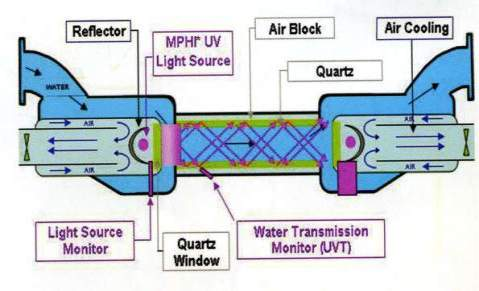 Reflector
MPHI* UV
Light Source
Air Block
Air Cooling
Quartz
WATER
AIR
AIR
AIR
AIR
Light Source
Monitor
Quartz
Window
Water Transmission
Monitor (UVT)